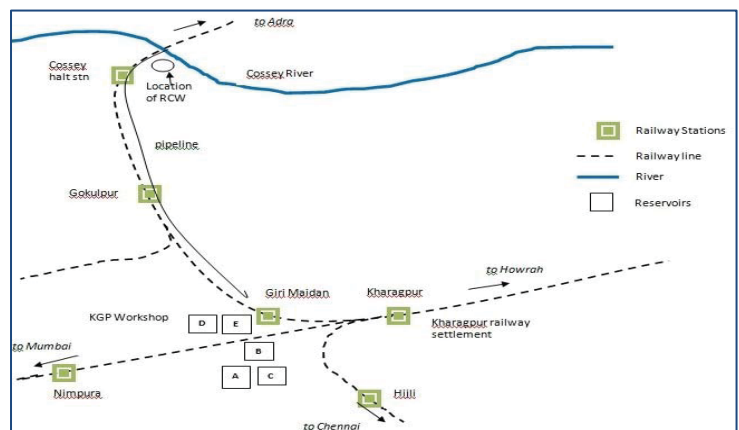 to Adra
Cossey
halt stn
Cossey River
Location
of RCW
pipeline
Railway Stations
Railway line
River
Reservoirs
Gokulpur
to Howrah
Giri Maidan
Kharagpur
KGP Workshop
D
E
Kharagpur railway
settlement
to Mumbai
B
A
C
Nimpura
Hijli
to Chennai